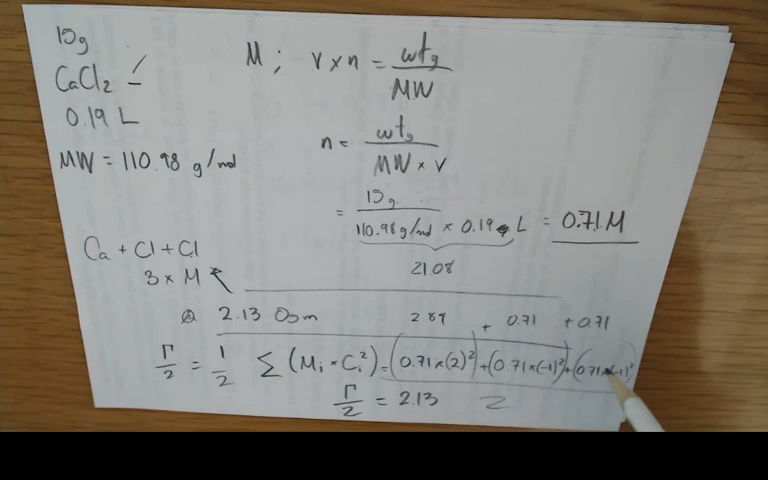 15g
CaCl2
0.19 L
MW = 110.98 g/mol
M ; v x n = wtg / MW
n = wtg / MW x v
= 15g / 110.98 g/mol x 0.19 L = 0.71 M
21.08
Ca + Cl + Cl
3 x M
2.13 Osm
2.84 + 0.71 + 0.71
Γ/2 = 1/2 Σ (Mi x Ci²) = (0.71 x (2)²) + (0.71 x (-1)²) + (0.71 x (-1)²
Γ/2 = 2.13